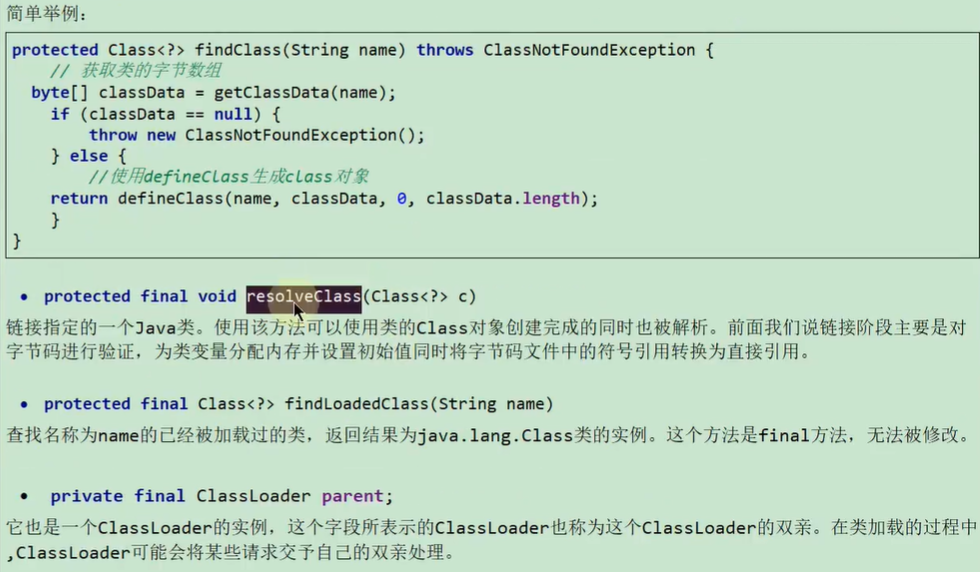 简单举例：
protected Class<?> findClass(String name) throws ClassNotFoundException {
// 获取类的字节数组
byte[] classData = getClassData(name);
if (classData == null) {
throw new ClassNotFoundException();
} else {
//使用defineClass生成class对象
return defineClass(name, classData, 0, classData.length);
}
}
• protected final void resolveClass(Class<?> c)
链接指定的一个Java类。使用该方法可以使用类的Class对象创建完成的同时也被解析。前面我们说链接阶段主要是对
字节码进行验证，为类变量分配内存并设置初始值同时将字节码文件中的符号引用转换为直接引用。
• protected final Class<?> findLoadedClass(String name)
查找名称为name的已经被加载过的类，返回结果为java.lang.Class类的实例。这个方法是final方法，无法被修改。
• private final ClassLoader parent;
它也是一个ClassLoader的实例，这个字段所表示的ClassLoader也称为这个ClassLoader的双亲。在类加载的过程中
,ClassLoader可能会将某些请求交予自己的双亲处理。